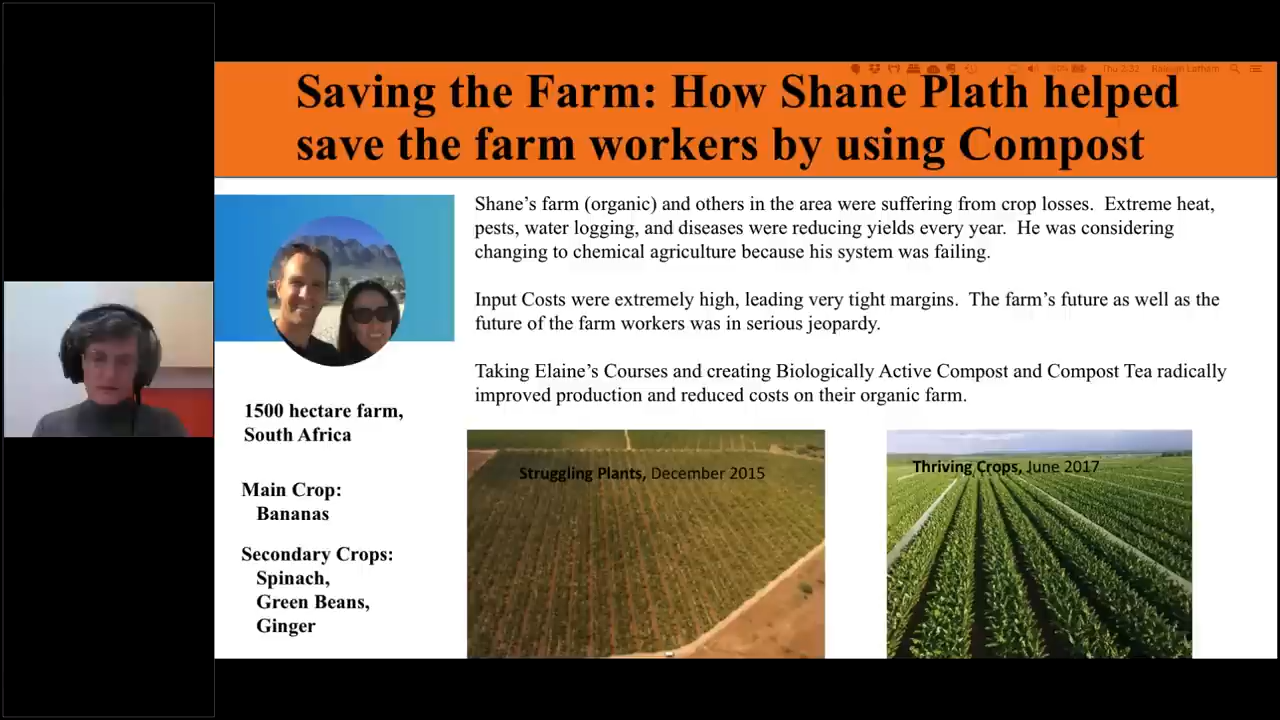 Thu 2:32 Raleigh Latham
Saving the Farm: How Shane Plath helped
save the farm workers by using Compost
Shane's farm (organic) and others in the area were suffering from crop losses. Extreme heat,
pests, water logging, and diseases were reducing yields every year. He was considering
changing to chemical agriculture because his system was failing.
Input Costs were extremely high, leading very tight margins. The farm's future as well as the
future of the farm workers was in serious jeopardy.
Taking Elaine's Courses and creating Biologically Active Compost and Compost Tea radically
improved production and reduced costs on their organic farm.
1500 hectare farm,
South Africa
Main Crop:
Bananas
Secondary Crops:
Spinach,
Green Beans,
Ginger
Struggling Plants, December 2015
Thriving Crops, June 2017